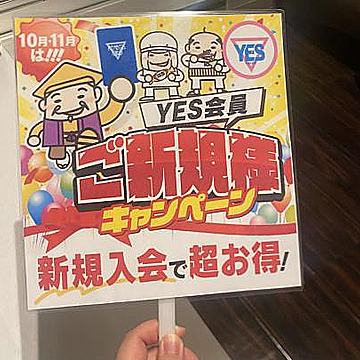 10月・11月
は!!!
YES
YES会員
ご新規様
キャンペーン
新規入会で超お得!